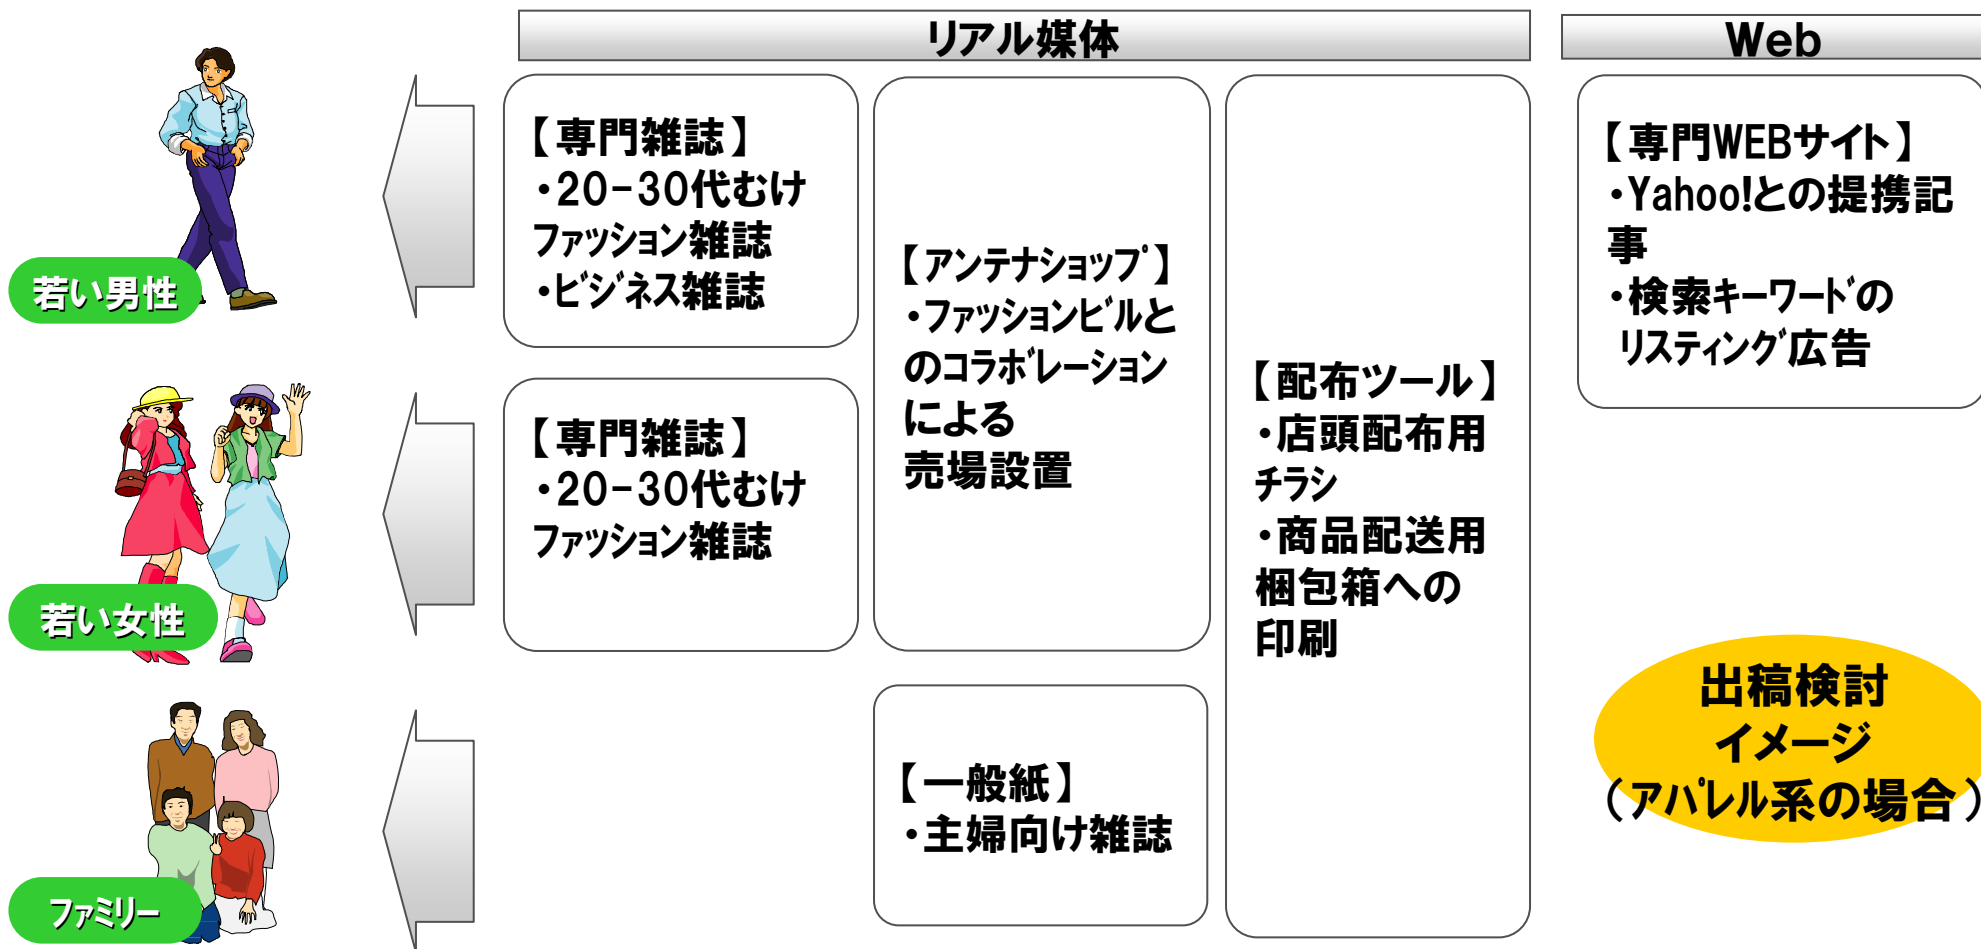 リアル媒体
Web
若い男性
【専門雑誌】
・20-30代むけ
ファッション雑誌
・ビジネス雑誌
若い女性
【専門雑誌】
・20-30代むけ
ファッション雑誌
ファミリー
【アンテナショップ】
・ファッションビルと
のコラボレーション
による
売場設置
【一般紙】
・主婦向け雑誌
【配布ツール】
・店頭配布用
チラシ
・商品配送用
梱包箱への
印刷
【専門WEBサイト】
・Yahoo!との提携記
事
・検索キーワードの
リスティング広告
出稿検討
イメージ
（アパレル系の場合）